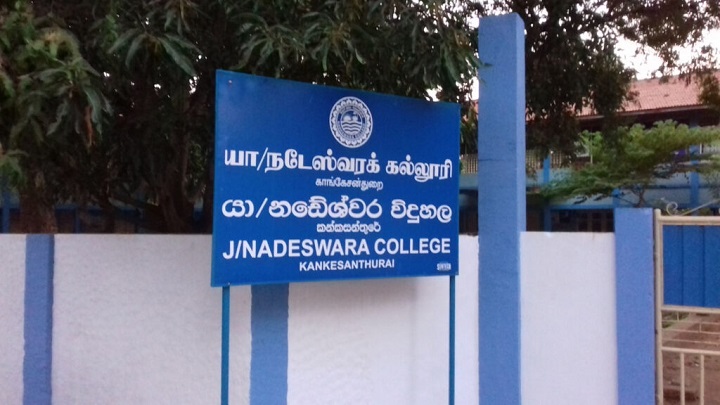 யா/நடேஸ்வரக் கல்லூரி
காங்கேசன்துறை
යා/නඩේශ්වර විදුහල
කන්කසන්තුරේ
J/NADESWARA COLLEGE
KANKESANTHURAI